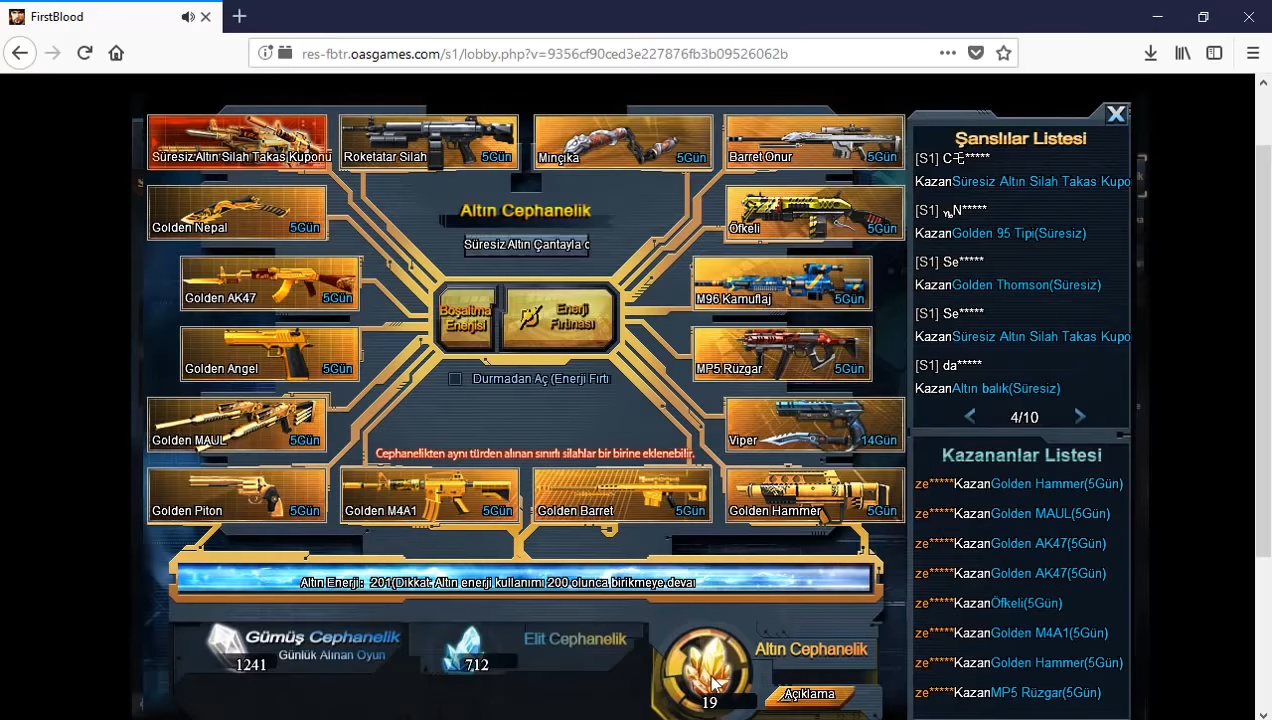 FirstBlood
res-fbtr.oasgames.com/s1/lobby.php?v=9356cf90ced3e227876fb3b09526062b
Süresiz Altın Silah Takas Kuponu
Roketatar Silah 5Gün
Minçika 5Gün
Barret Onur 5Gün
Golden Nepal 5Gün
Altın Cephanelik
Öfkeli 5Gün
Süresiz Altın Çantayla
Golden AK47 5Gün
Boşaltma Enerjisi
Enerji Fırtınası
M96 Kamuflaj 5Gün
Golden Angel 5Gün
MP5 Rüzgar 5Gün
Durmadan Aç (Enerji Fırtı
Golden MAUL 5Gün
Viper 14Gün
Cephanelikten aynı türden alınan sınırlı silahlar bir birine eklenebilir.
Golden Piton 5Gün
Golden M4A1 5Gün
Golden Barret 5Gün
Golden Hammer 5Gün
Altın Enerji: 201(Dikkat: Altın enerji kullanımı 200 olunca birikmeye devai
Gümüş Cephanelik
Günlük Alınan Oyun
1241
Elit Cephanelik
712
Altın Cephanelik
19
Açıklama
X
Şanslılar Listesi
[S1]
KazanSüresiz Altın Silah Takas Kupo
[S1]
KazanGolden 95 Tipi(Süresiz)
[S1] Se*****
KazanGolden Thomson(Süresiz)
[S1] Se*****
KazanSüresiz Altın Silah Takas Kupo
[S1] da*****
KazanAltın balık(Süresiz)
4/10
Kazananlar Listesi
ze*****KazanGolden Hammer(5Gün)
ze*****KazanGolden MAUL(5Gün)
ze*****KazanGolden AK47(5Gün)
ze*****KazanGolden AK47(5Gün)
ze*****KazanÖfkeli(5Gün)
ze*****KazanGolden M4A1(5Gün)
ze*****KazanGolden Hammer(5Gün)
ze*****KazanMP5 Rüzgar(5Gün)